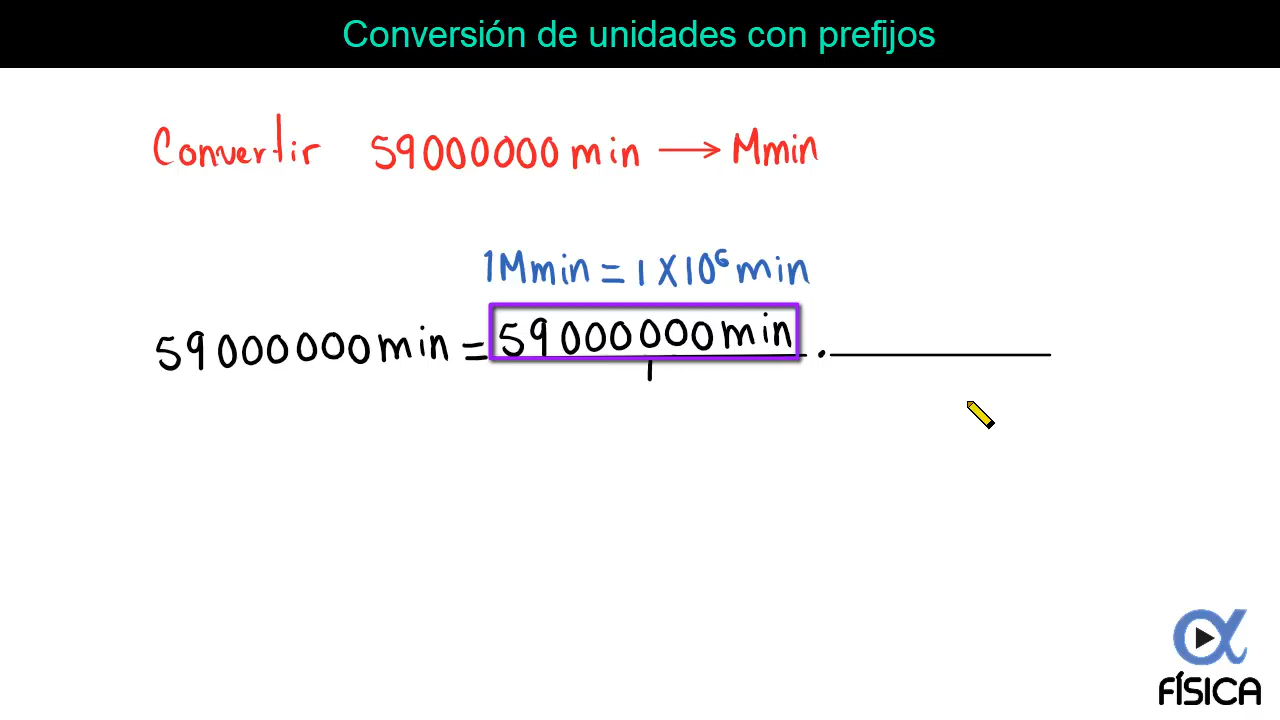 Conversión de unidades con prefijos
Convertir 59000000 min → Mmin
1Mmin = 1 X 10⁶ min
59000000 min = 59000000 min / 1 ·
FÍSICA